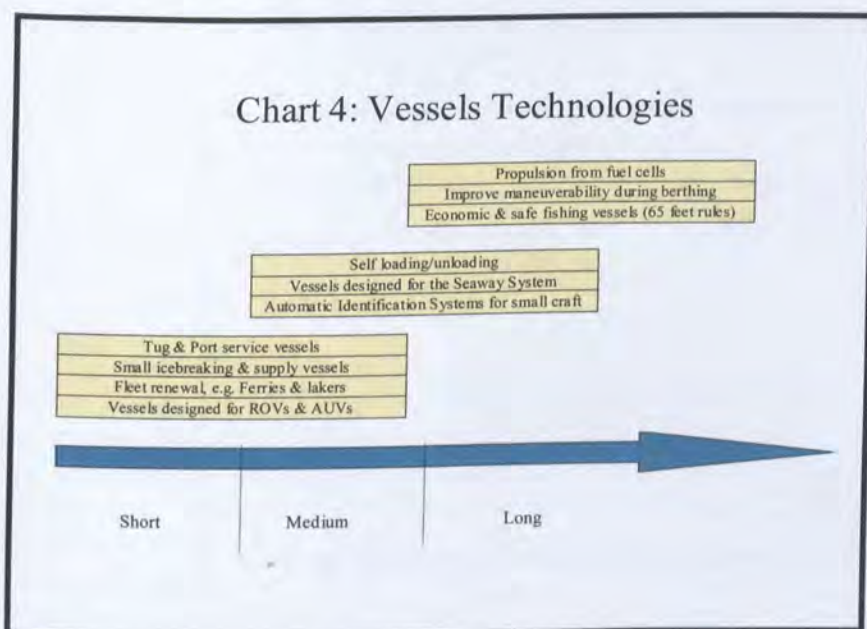 Chart 4: Vessels Technologies
Propulsion from fuel cells
Improve maneuverability during berthing
Economic & safe fishing vessels (65 feet rules)
Self loading/unloading
Vessels designed for the Seaway System
Automatic Identification Systems for small craft
Tug & Port service vessels
Small icebreaking & supply vessels
Fleet renewal, e.g. Ferries & lakers
Vessels designed for ROVs & AUVs
Short
Medium
Long